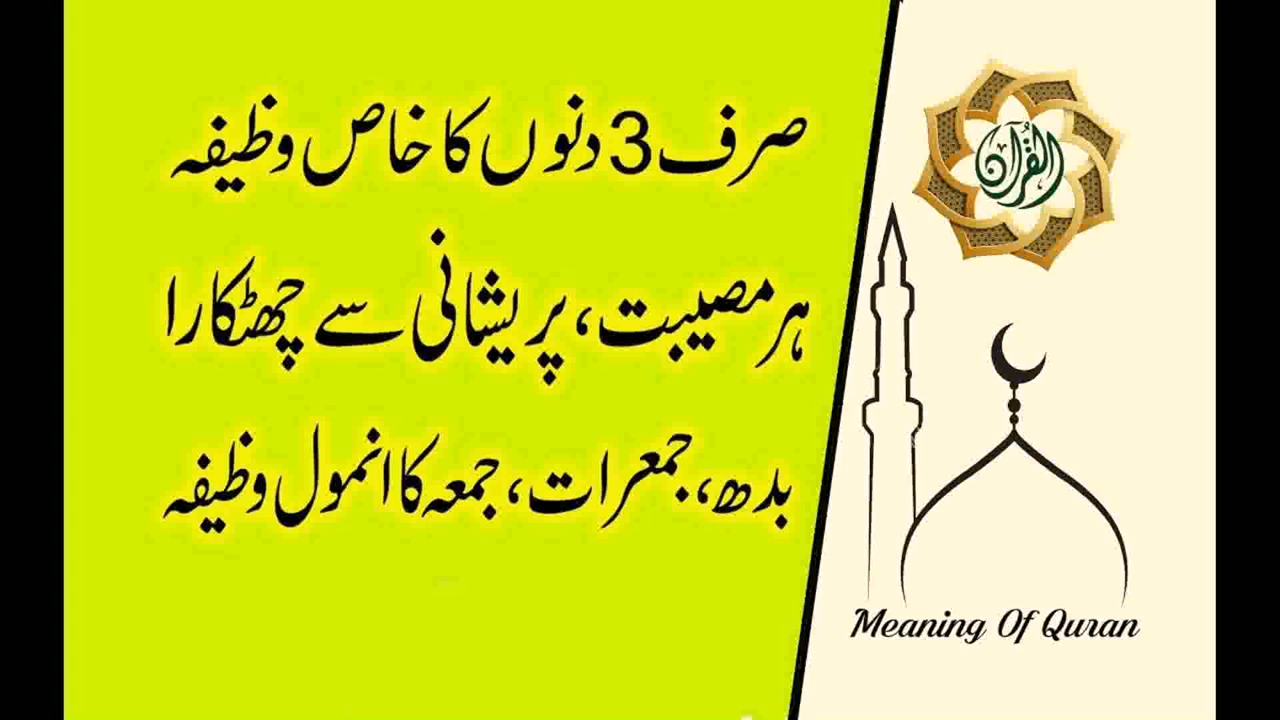 صرف 3 دنوں کا خاص وظیفہ
ہر مصیبت، پریشانی سے چھٹکارا
بدھ، جمعرات، جمعہ کا انمول وظیفہ
القرآن
Meaning Of Quran